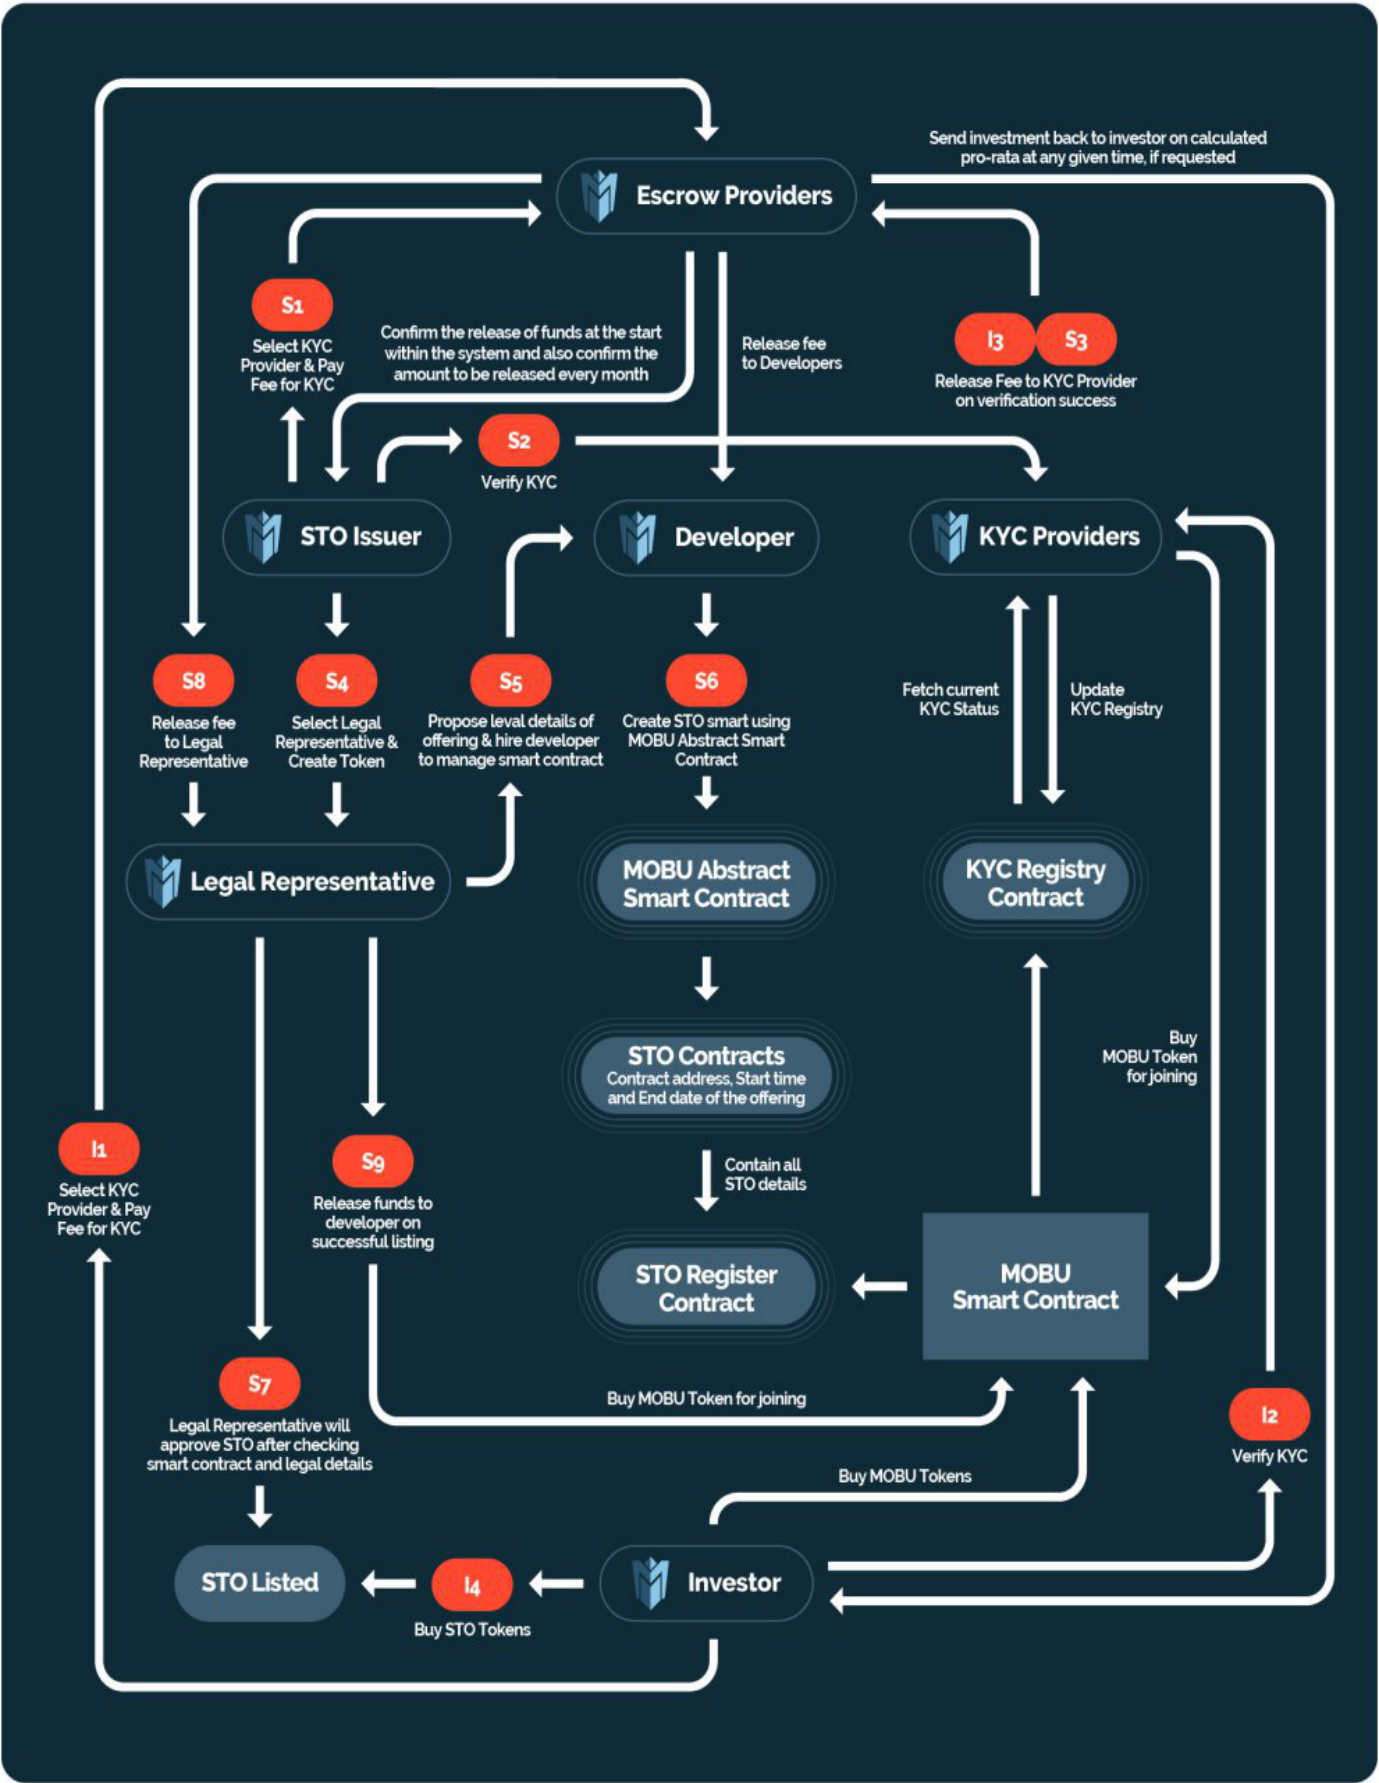 Send investment back to investor on calculated
pro-rata at any given time, if requested
Escrow Providers
S1
Select KYC
Provider & Pay
Fee for KYC
Confirm the release of funds at the start
within the system and also confirm the
amount to be released every month
Release fee
to Developers
I3
S3
Release Fee to KYC Provider
on verification success
S2
Verify KYC
STO Issuer
Developer
KYC Providers
S8
Release fee
to Legal
Representative
S4
Select Legal
Representative &
Create Token
S5
Propose leval details of
offering & hire developer
to manage smart contract
S6
Create STO smart using
MOBU Abstract Smart
Contract
Fetch current
KYC Status
Update
KYC Registry
Legal Representative
MOBU Abstract
Smart Contract
KYC Registry
Contract
STO Contracts
Contract address, Start time
and End date of the offering
Buy
MOBU Token
for joining
I1
Select KYC
Provider & Pay
Fee for KYC
S9
Release funds to
developer on
successful listing
Contain all
STO details
STO Register
Contract
MOBU
Smart Contract
S7
Legal Representative will
approve STO after checking
smart contract and legal details
Buy MOBU Token for joining
I2
Verify KYC
Buy MOBU Tokens
STO Listed
I4
Buy STO Tokens
Investor